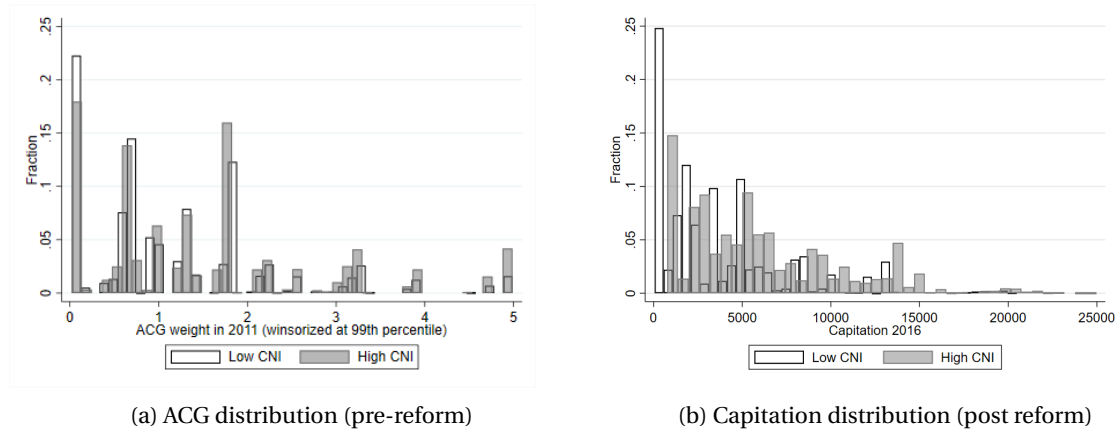 .25
.2
.15
.1
.05
0
Fraction
0 1 2 3 4 5
ACG weight in 2011 (winsorized at 99th percentile)
Low CNI High CNI
(a) ACG distribution (pre-reform)
.25
.2
.15
.1
.05
0
Fraction
0 5000 10000 15000 20000 25000
Capitation 2016
Low CNI High CNI
(b) Capitation distribution (post reform)